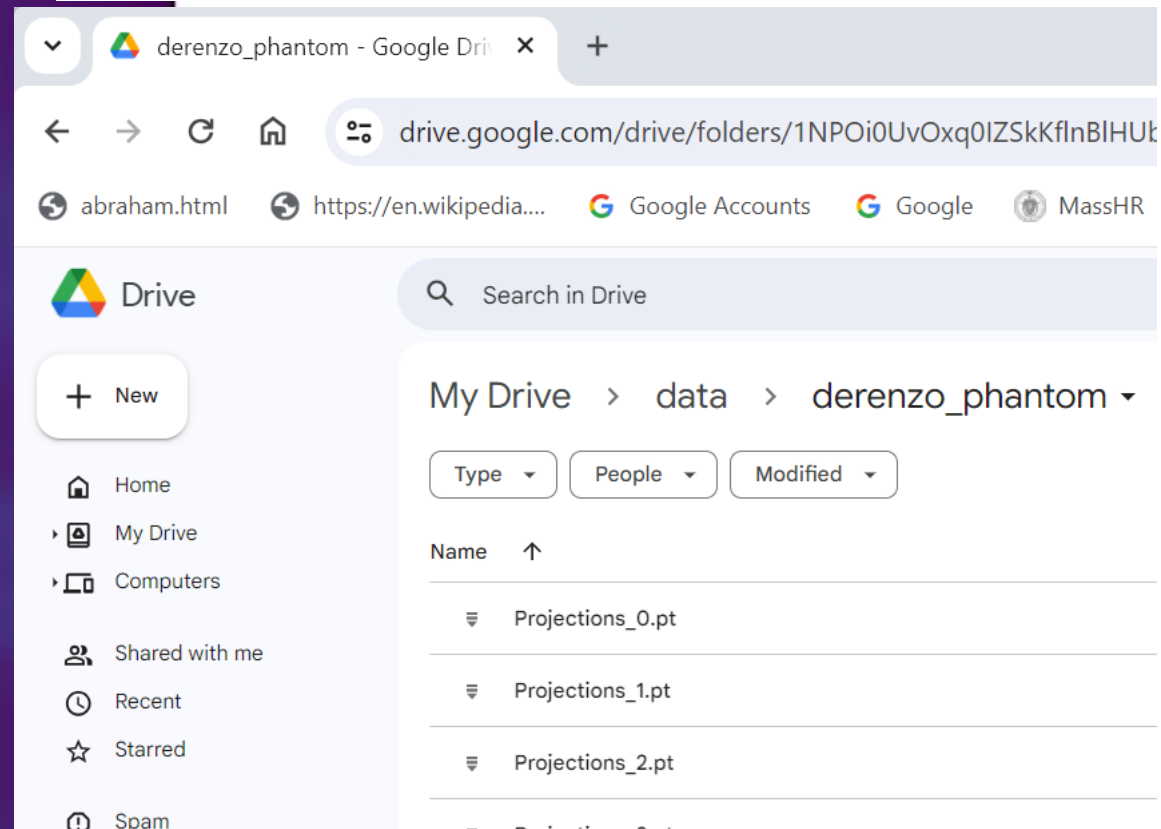 derenzo_phantom - Google Driv
drive.google.com/drive/folders/
abraham.html https://en.wikipedia.... Google Accounts Google MassHR
Drive
Search in Drive
New
My Drive > data > derenzo_phantom
Type People Modified
Home
My Drive
Computers
Name
Projections_0.pt
Shared with me
Projections_1.pt
Recent
Starred
Projections_2.pt
Spam